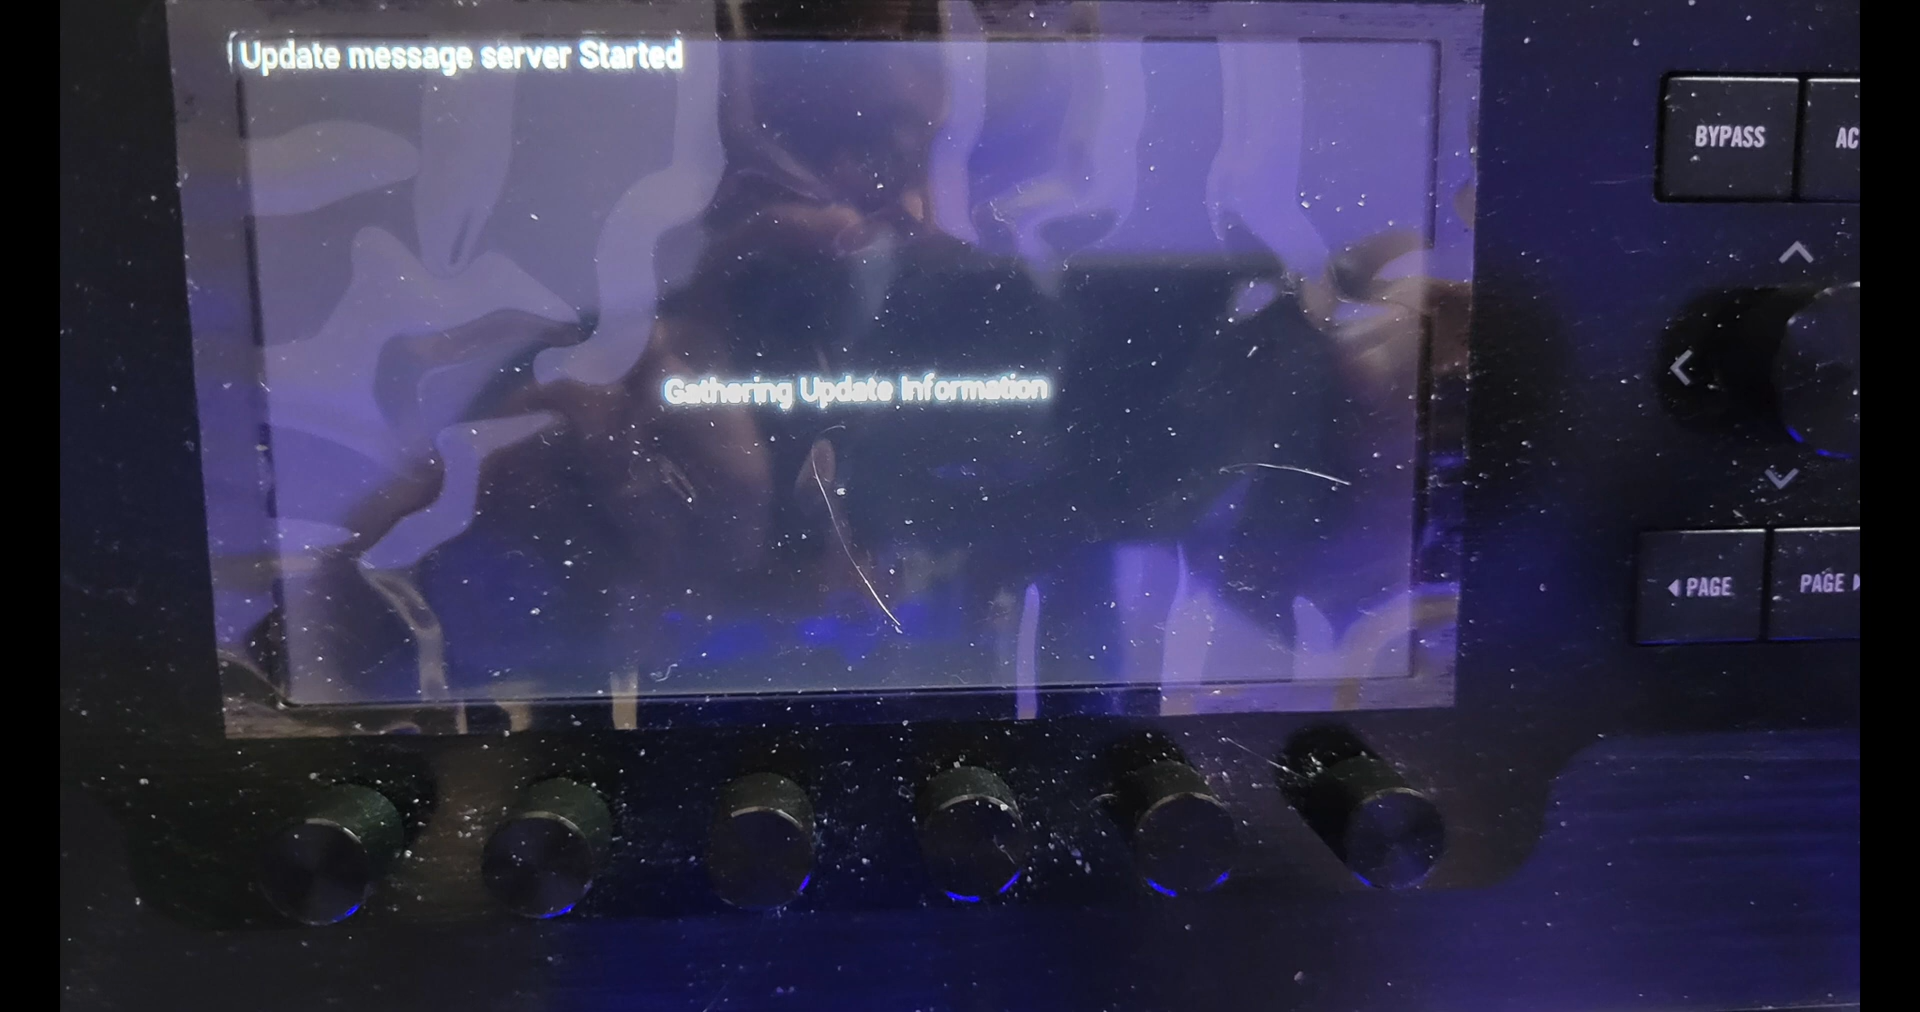 Update message server Started
BYPASS
Gathering Update Information
PAGE
PAGE